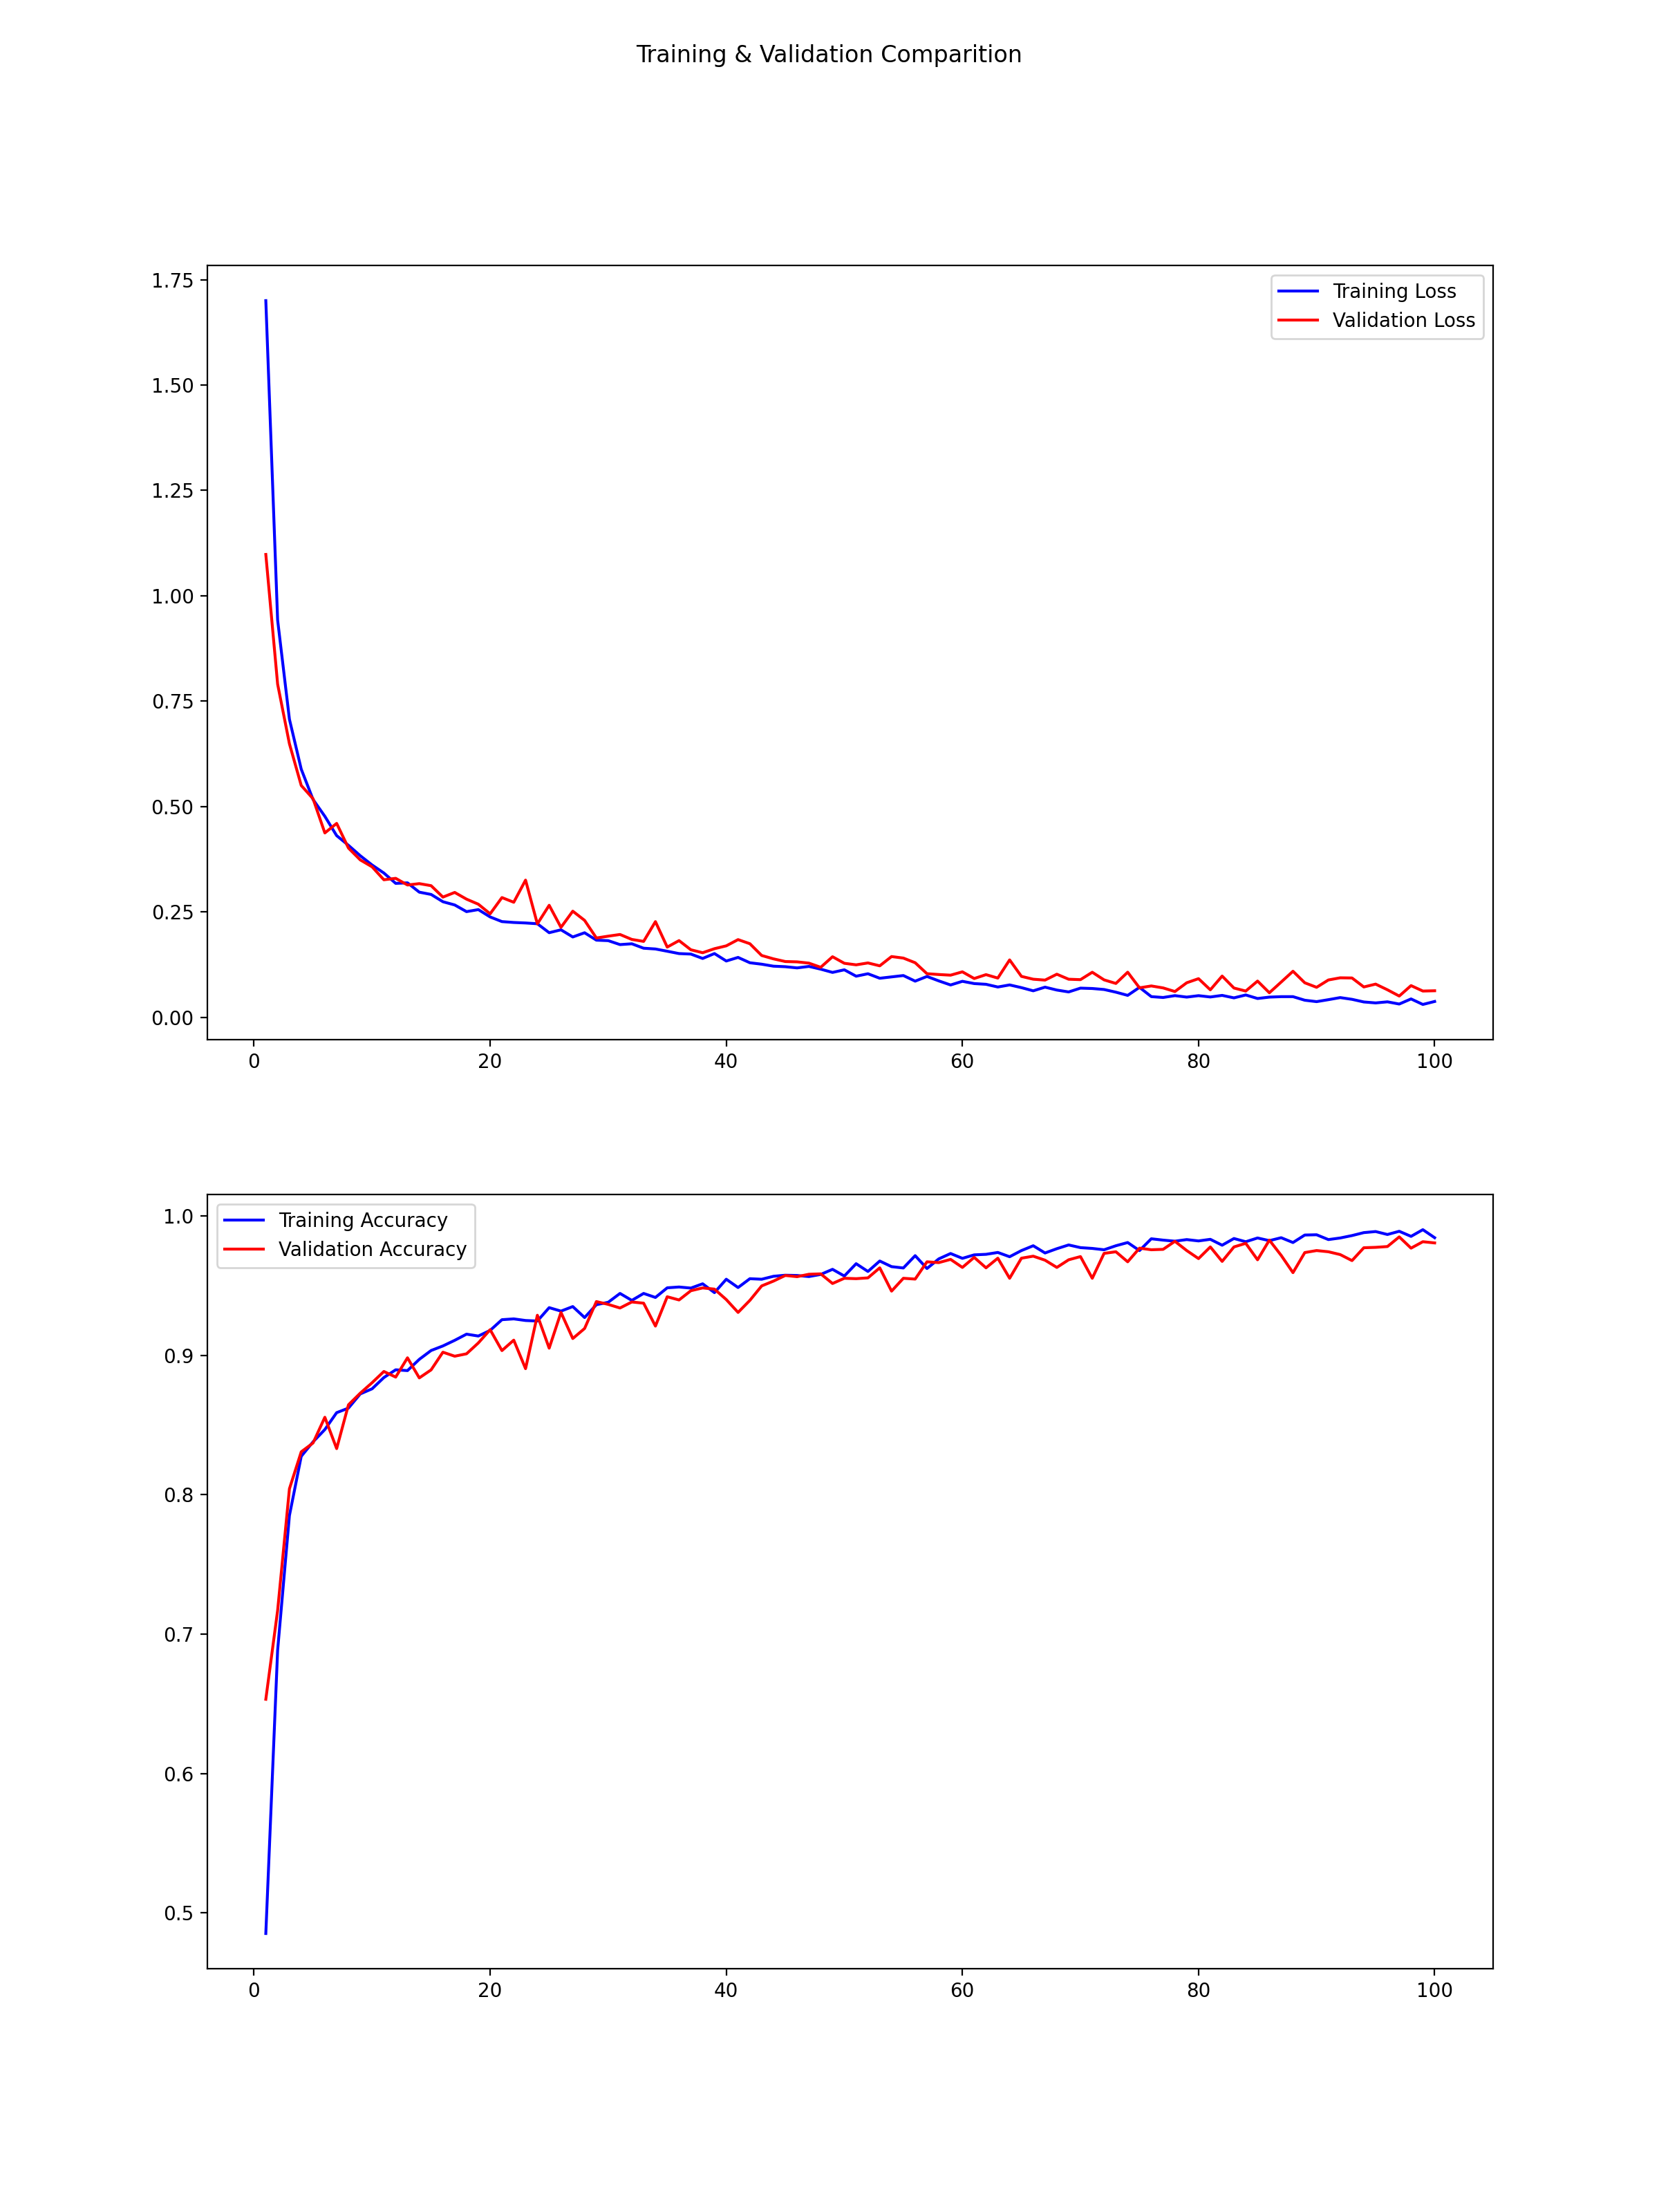 Training & Validation Comparition
1.75
1.50
1.25
1.00
0.75
0.50
0.25
0.00
Training Loss
Validation Loss
0 20 40 60 80 100
1.0
0.9
0.8
0.7
0.6
0.5
Training Accuracy
Validation Accuracy
0 20 40 60 80 100